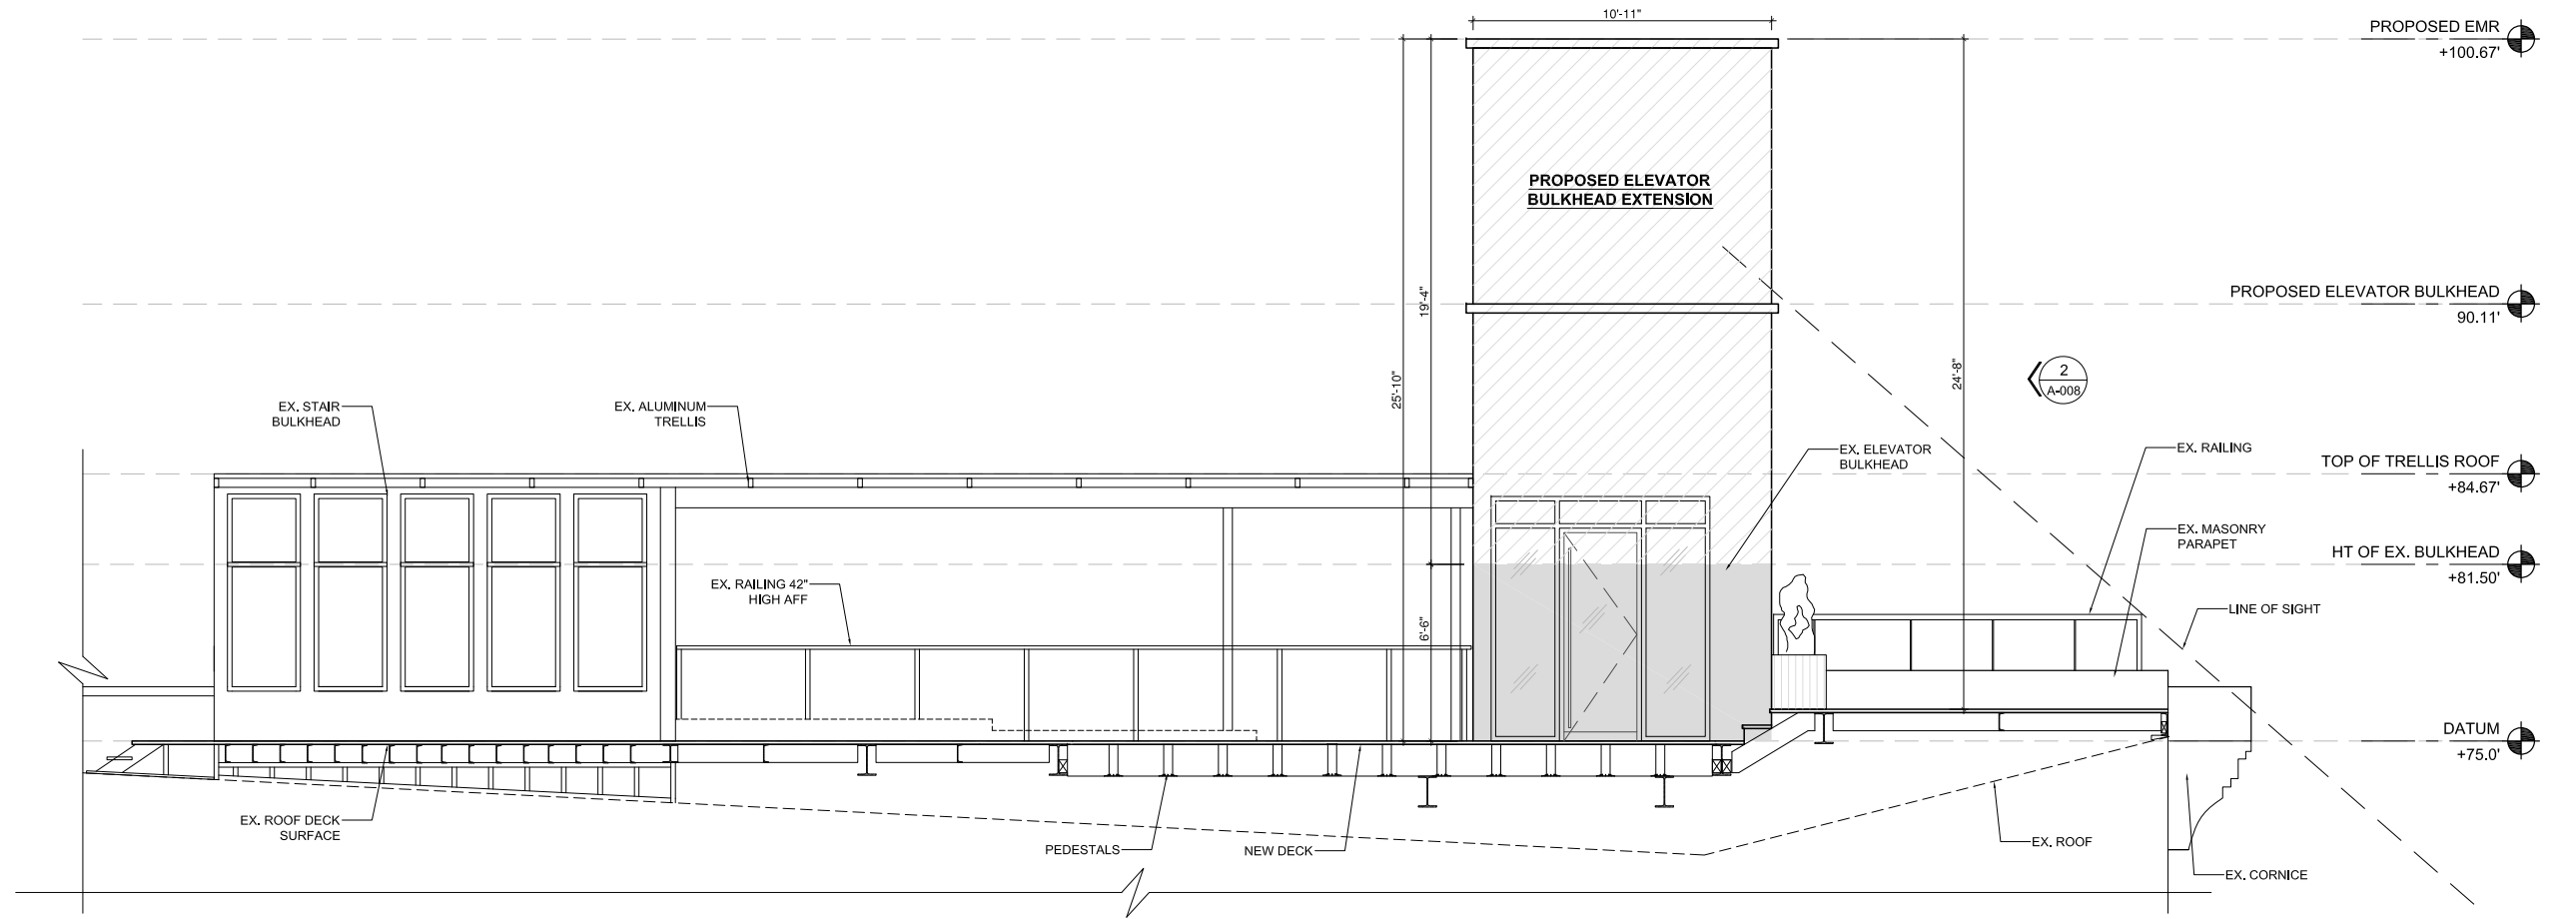 10'-11"
PROPOSED EMR
+100.67'
PROPOSED ELEVATOR
BULKHEAD EXTENSION
PROPOSED ELEVATOR BULKHEAD
90.11'
19'-4"
25'-10"
24'-8"
2
A-008
EX. STAIR
BULKHEAD
EX. ALUMINUM
TRELLIS
EX. ELEVATOR
BULKHEAD
EX. RAILING
TOP OF TRELLIS ROOF
+84.67'
EX. MASONRY
PARAPET
HT OF EX. BULKHEAD
+81.50'
EX. RAILING 42"
HIGH AFF
6'-6"
LINE OF SIGHT
DATUM
+75.0'
EX. ROOF DECK
SURFACE
PEDESTALS
NEW DECK
EX. ROOF
EX. CORNICE